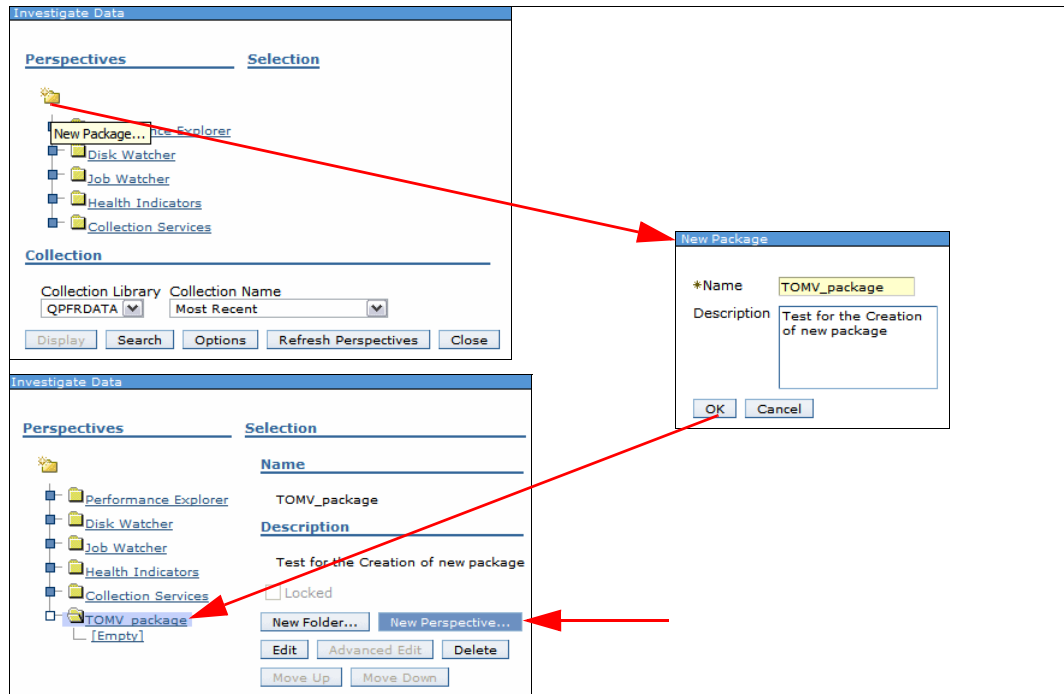 Investigate Data
Perspectives Selection
New Package...
nce Explorer
Disk Watcher
Job Watcher
Health Indicators
Collection Services
Collection
Collection Library Collection Name
QPFRDATA Most Recent
Display Search Options Refresh Perspectives Close
New Package
*Name TOMV_package
Description Test for the Creation
of new package
OK Cancel
Investigate Data
Perspectives Selection
Name
Performance Explorer TOMV_package
Disk Watcher Description
Job Watcher Test for the Creation of new package
Health Indicators
Collection Services Locked
TOMV_package New Folder... New Perspective...
[Empty]
Edit Advanced Edit Delete
Move Up Move Down